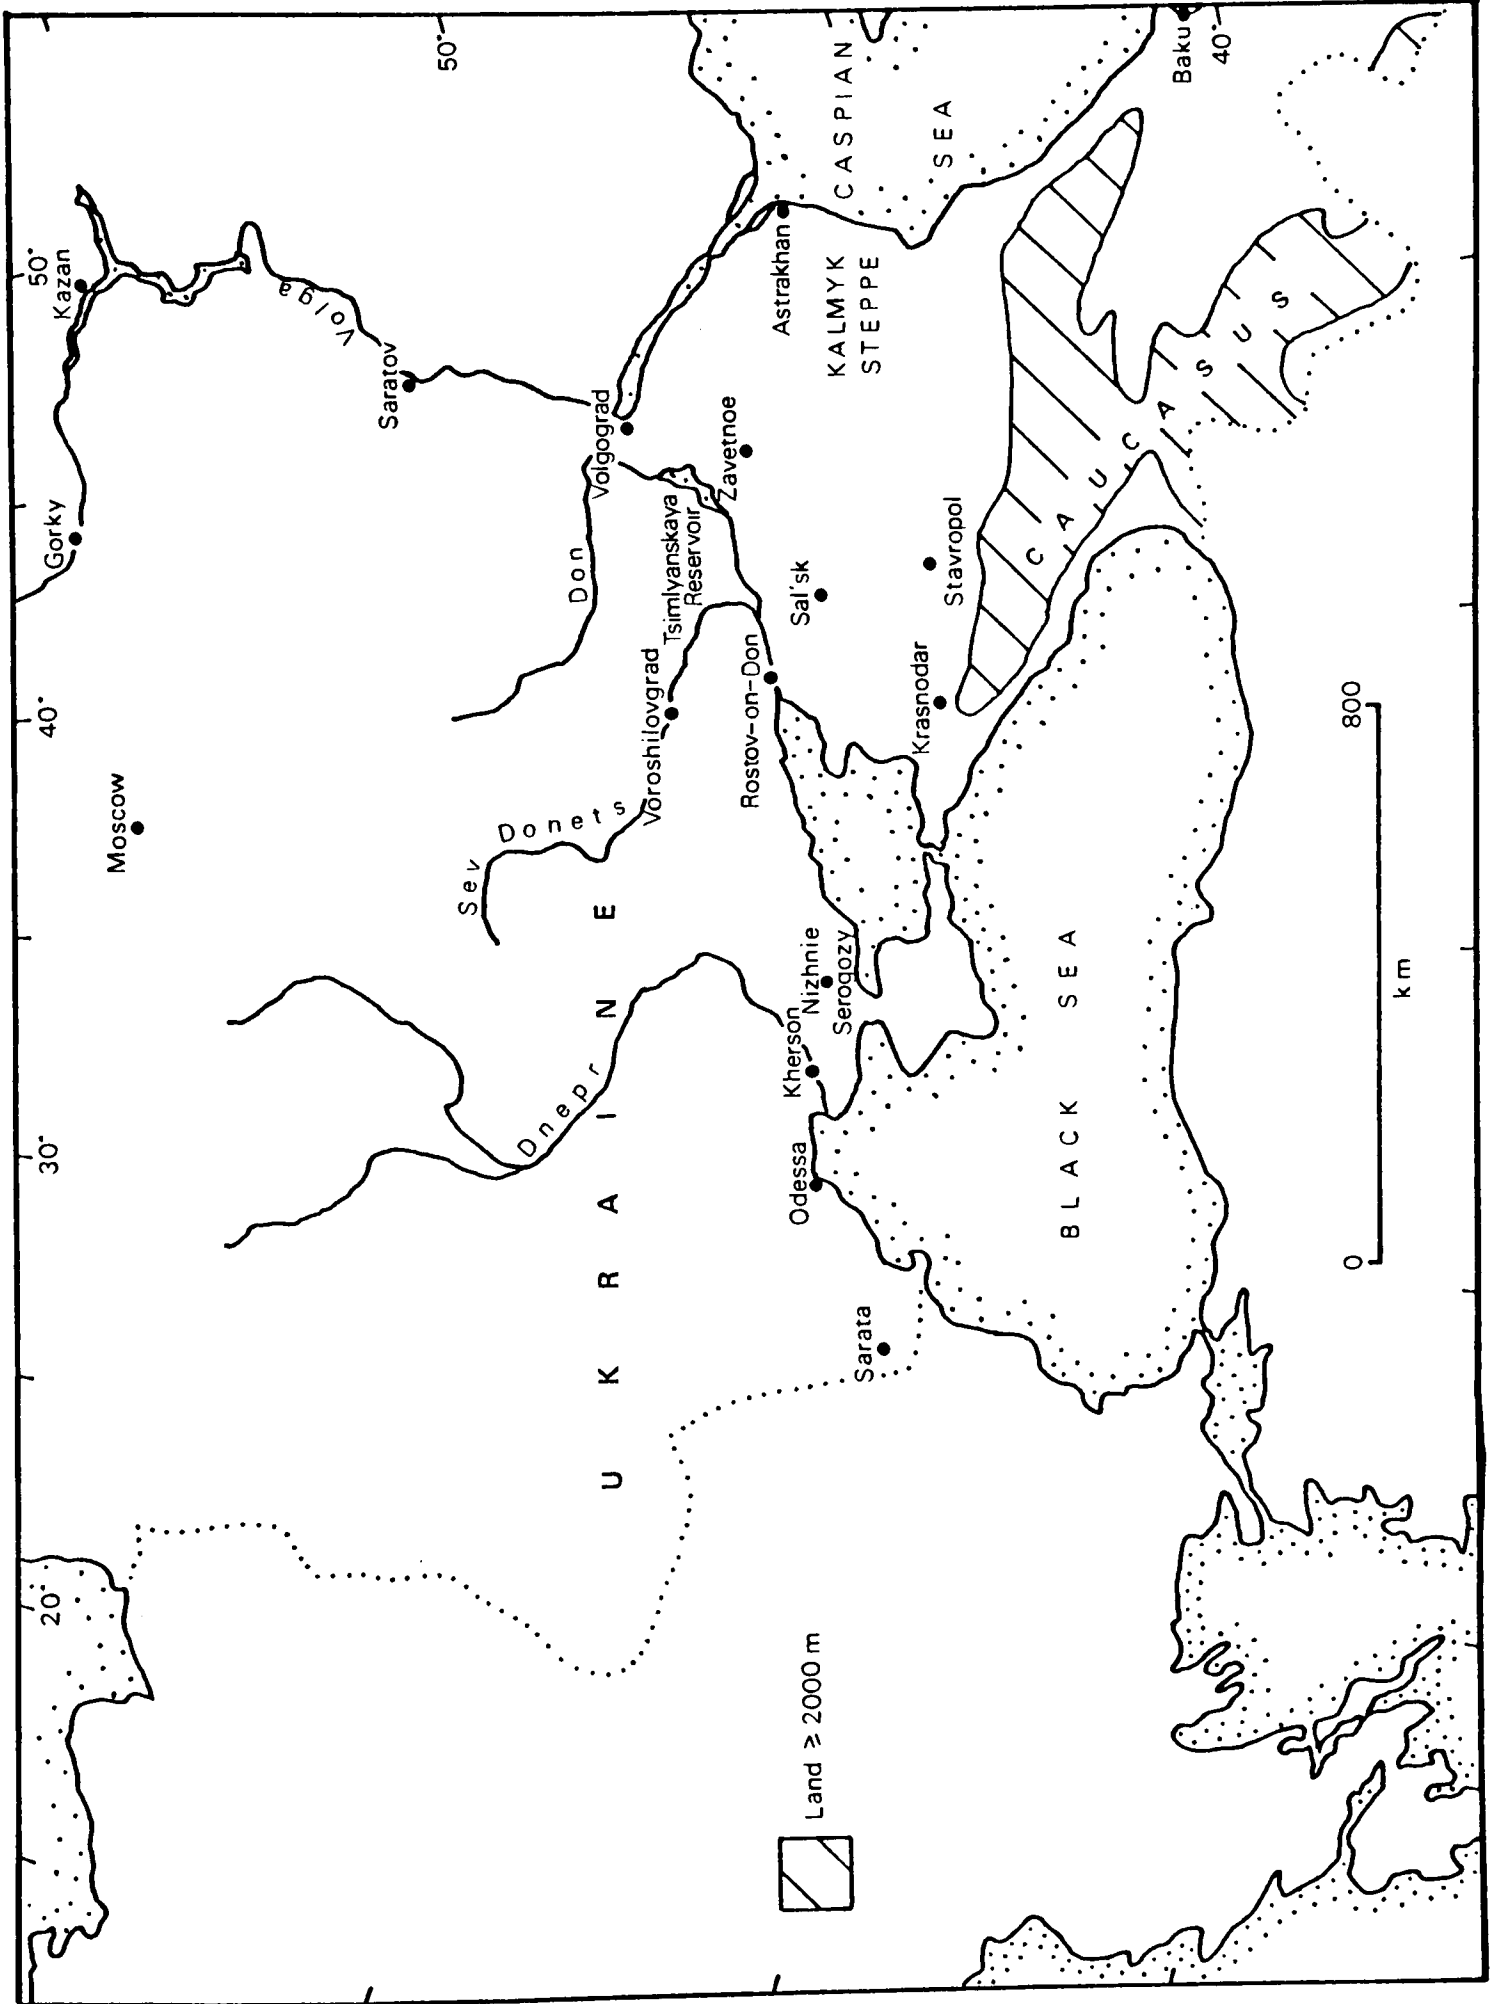 20°
30°
40°
50°
50°
40°
Moscow
Gorky
Kazan
Volga
Saratov
Don
Volgograd
Sev Donets
Voroshilovgrad
Tsimlyanskaya
Reservoir
Zavetnoe
Astrakhan
KALMYK
STEPPE
CASPIAN
SEA
Dnepr
UKRAINE
Rostov-on-Don
Sal'sk
Stavropol
Krasnodar
CAUCASUS
Baku
Odessa
Kherson
Nizhnie
Serogozy
Sarata
BLACK SEA
Land ≥ 2000 m
0
800
km